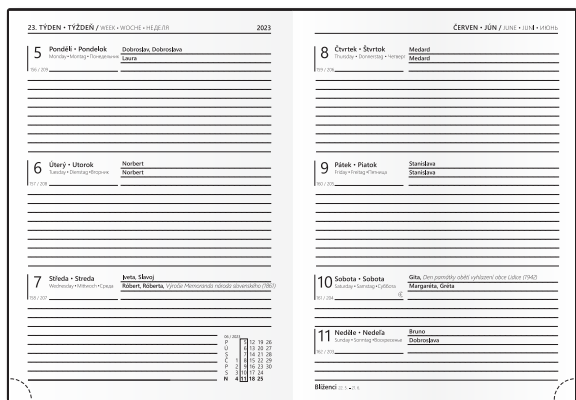 23. TÝDEN • TÝŽDEŇ / WEEK • WOCHE • НЕДЕЛЯ
2023
5
Pondělí • Pondelok
Monday • Montag • Понедельник
Dobroslav, Dobroslava
Laura
156 / 209
6
Úterý • Utorok
Tuesday • Dienstag • Вторник
Norbert
Norbert
157 / 208
7
Středa • Streda
Wednesday • Mittwoch • Среда
Iveta, Slavoj
Róbert, Róberta, Výročie Memoranda národa slovenského (1861)
158 / 207
06 / 2023
P 5 12 19 26
Ú 6 13 20 27
S 7 14 21 28
Č 1 8 15 22 29
P 2 9 16 23 30
S 3 10 17 24
N 4 11 18 25
ČERVEN • JÚN / JUNE • JUNI • ИЮНЬ
8
Čtvrtek • Štvrtok
Thursday • Donnerstag • Четверг
Medard
Medard
159 / 206
9
Pátek • Piatok
Friday • Freitag • Пятница
Stanislava
Stanislava
160 / 205
10
Sobota • Sobota
Saturday • Samstag • Суббота
Gita, Den památky obětí vyhlazení obce Lidice (1942)
Margaréta, Gréta
161 / 204
11
Neděle • Nedeľa
Sunday • Sonntag • Воскресенье
Bruno
Dobroslava
162 / 203
Blíženci 22. 5. – 21. 6.